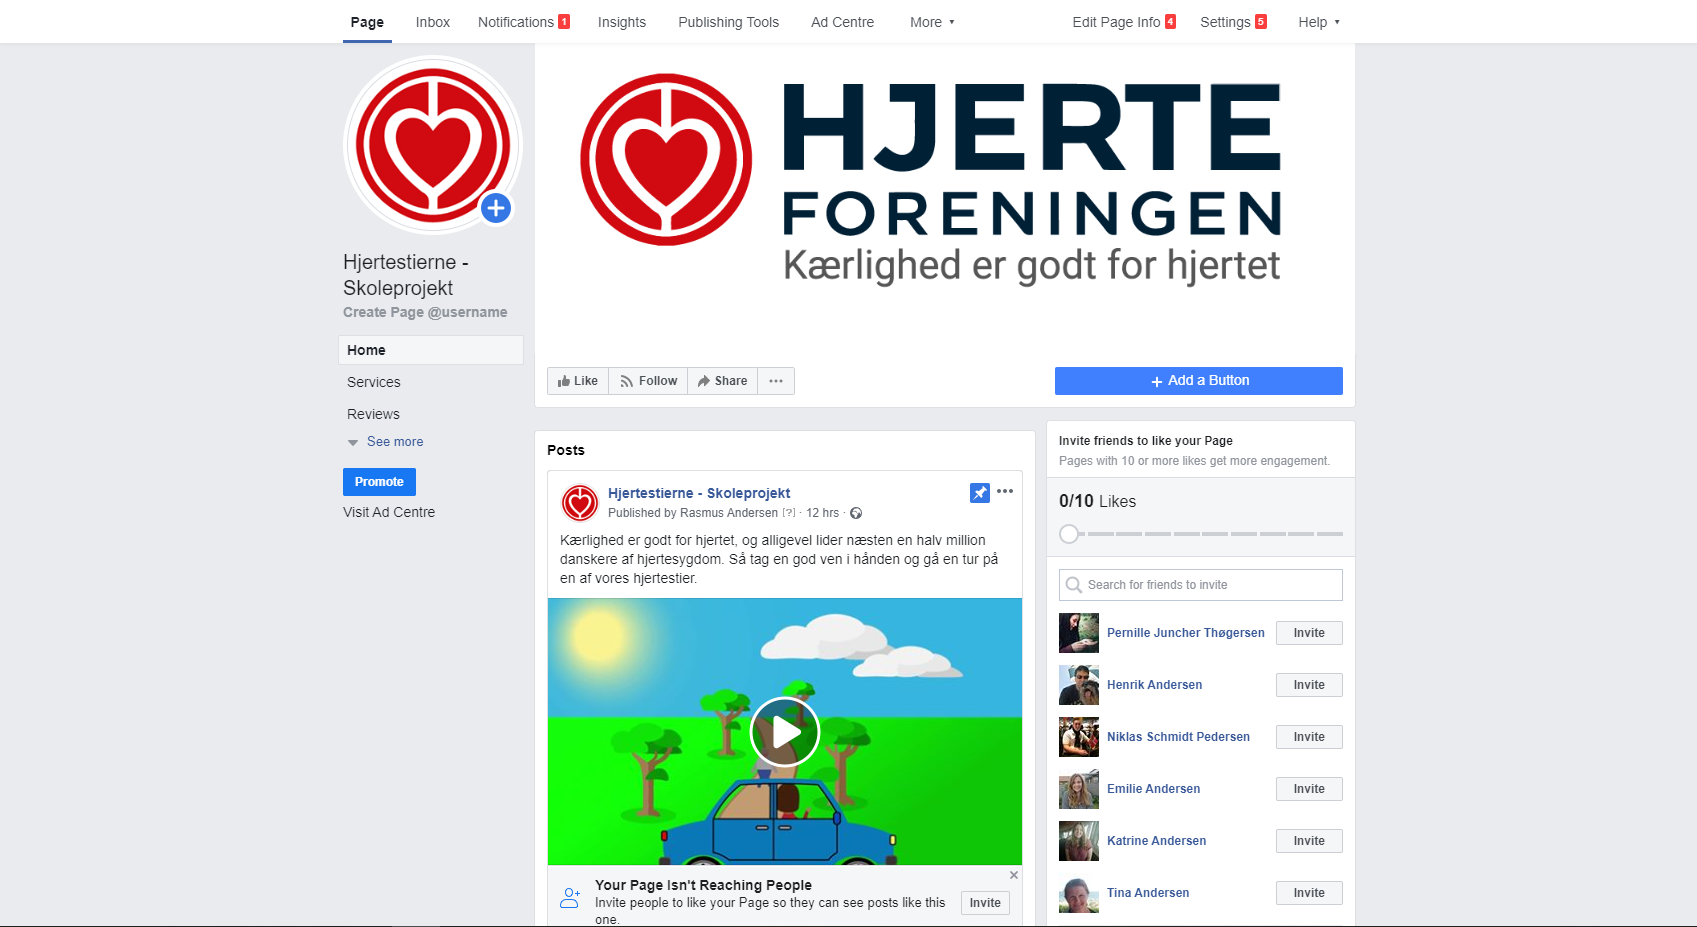 Page
Inbox
Notifications 1
Insights
Publishing Tools
Ad Centre
More
Edit Page Info 4
Settings 5
Help
HJERTE
FORENINGEN
Kærlighed er godt for hjertet
Hjertestierne -
Skoleprojekt
Create Page @username
Home
Services
Reviews
See more
Promote
Visit Ad Centre
Like
Follow
Share
+ Add a Button
Posts
Hjertestierne - Skoleprojekt
Published by Rasmus Andersen [?] · 12 hrs ·
Kærlighed er godt for hjertet, og alligevel lider næsten en halv million
danskere af hjertesygdom. Så tag en god ven i hånden og gå en tur på
en af vores hjertestier.
Your Page Isn't Reaching People
Invite people to like your Page so they can see posts like this
one.
Invite
Invite friends to like your Page
Pages with 10 or more likes get more engagement.
0/10 Likes
Search for friends to invite
Pernille Juncher Thøgersen Invite
Henrik Andersen Invite
Niklas Schmidt Pedersen Invite
Emilie Andersen Invite
Katrine Andersen Invite
Tina Andersen Invite